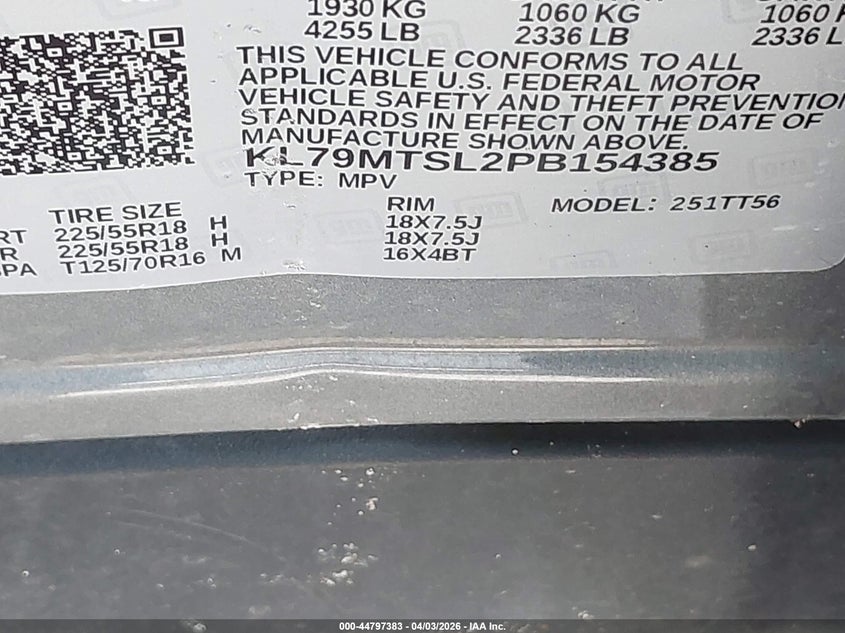 1930 KG 1060 KG 1060
4255 LB 2336 LB 2336 L
THIS VEHICLE CONFORMS TO ALL
APPLICABLE U.S. FEDERAL MOTOR
VEHICLE SAFETY AND THEFT PREVENTION
STANDARDS IN EFFECT ON THE DATE OF
MANUFACTURE SHOWN ABOVE.
KL79MTSL2PB154385
TYPE: MPV
TIRE SIZE RIM MODEL: 251TT56
RT 225/55R18 H 18X7.5J
R 225/55R18 H 18X7.5J
PA T125/70R16 M 16X4BT
000-44797383 - 04/03/2026 - IAA Inc.